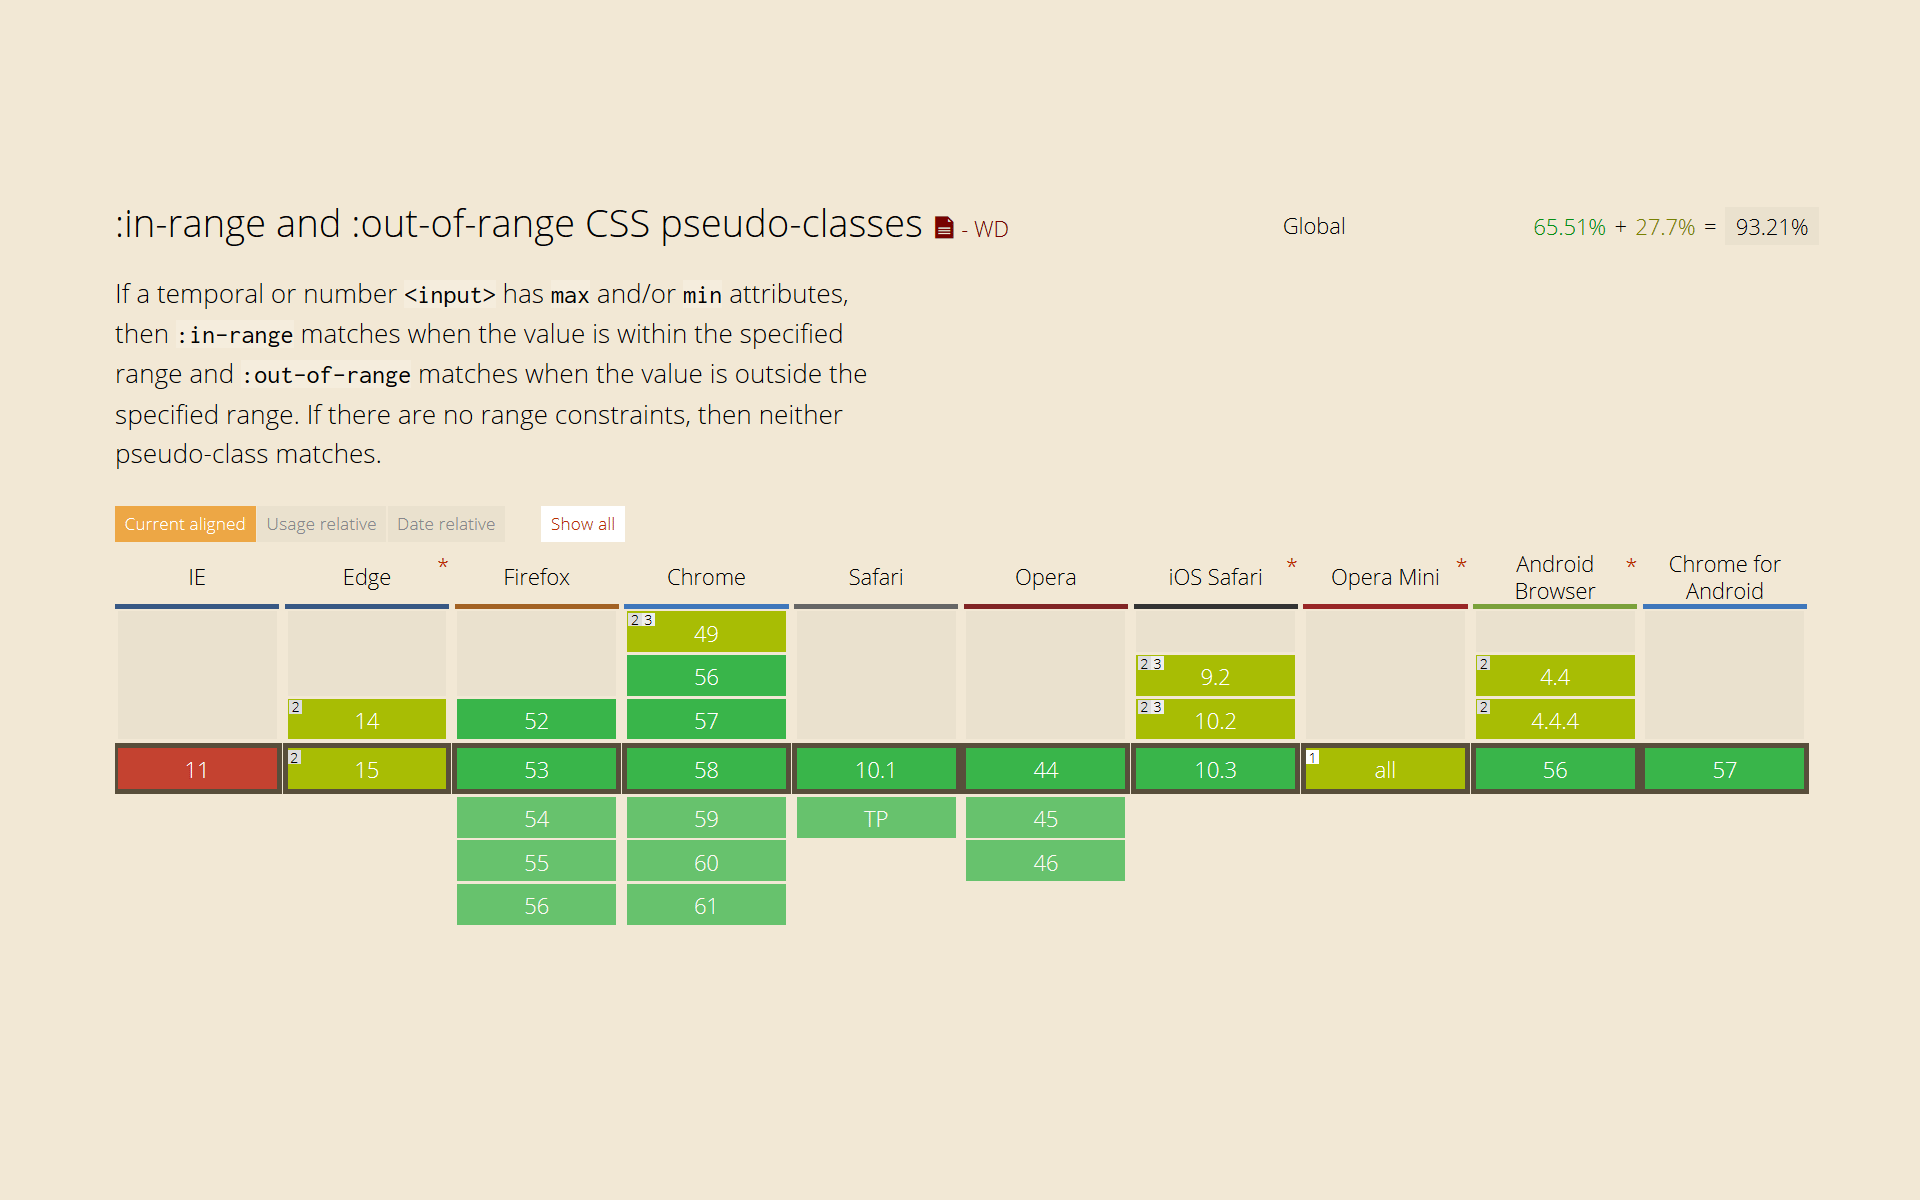 :in-range and :out-of-range CSS pseudo-classes - WD
Global 65.51% + 27.7% = 93.21%
If a temporal or number <input> has max and/or min attributes,
then :in-range matches when the value is within the specified
range and :out-of-range matches when the value is outside the
specified range. If there are no range constraints, then neither
pseudo-class matches.
Current aligned Usage relative Date relative Show all
IE Edge * Firefox Chrome Safari Opera iOS Safari * Opera Mini * Android Browser * Chrome for Android
2 3 49
56 2 3 9.2 2 4.4
2 14 52 57 2 3 10.2 2 4.4.4
11 2 15 53 58 10.1 44 10.3 1 all 56 57
54 59 TP 45
55 60 46
56 61